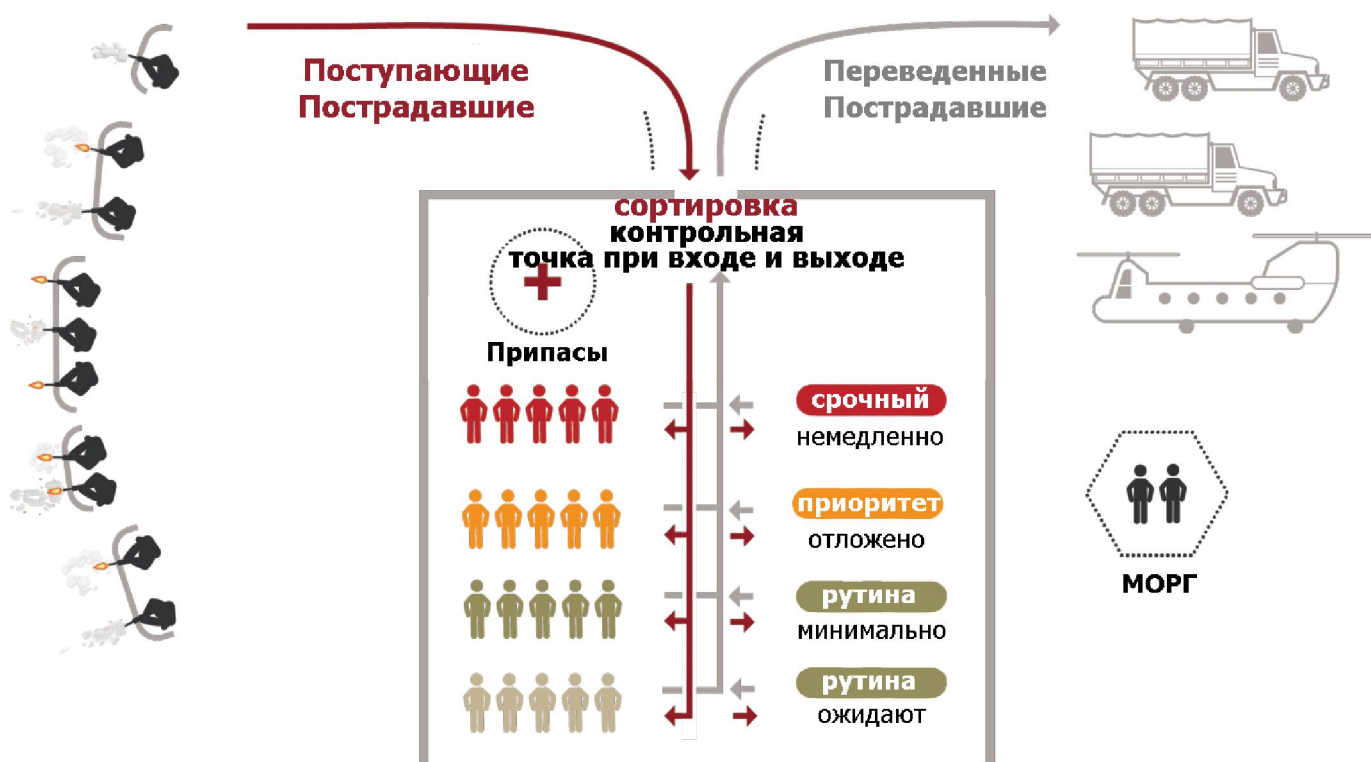 Поступающие
Пострадавшие
Переведенные
Пострадавшие
сортировка
контрольная
точка при входе и выходе
Припасы
срочный
немедленно
приоритет
отложено
рутина
минимально
рутина
ожидают
МОРГ